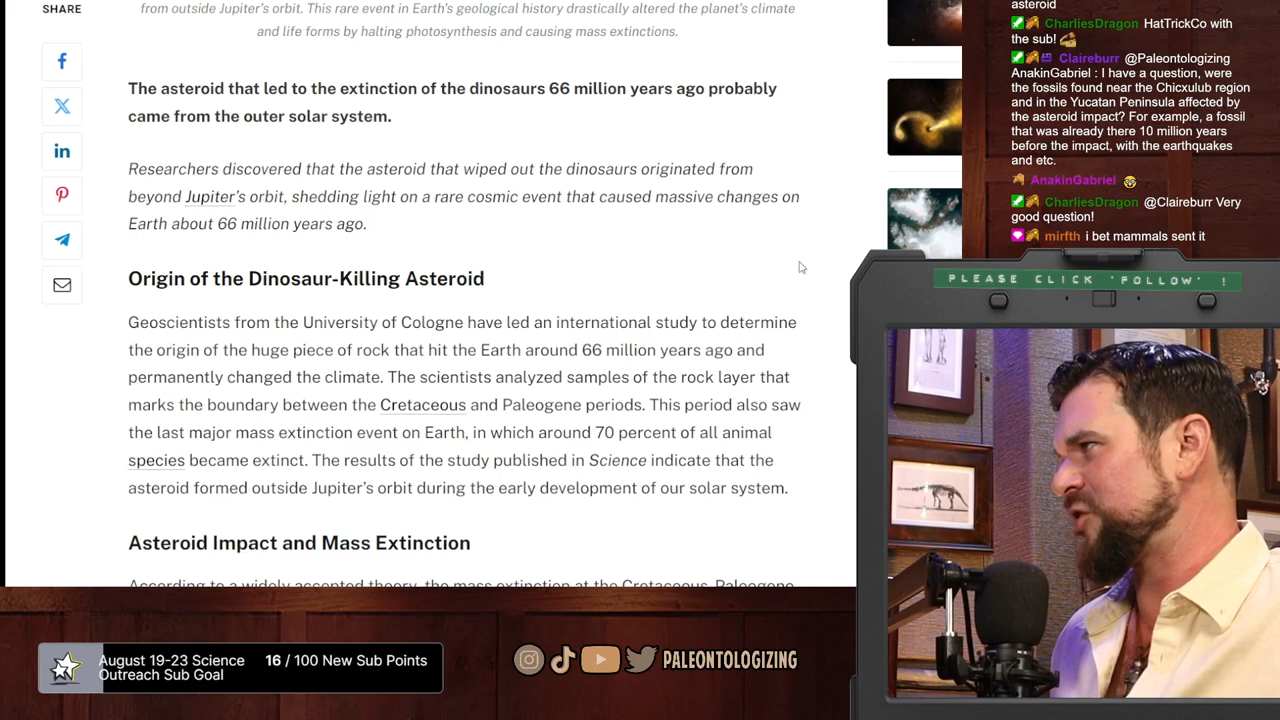 SHARE
from outside Jupiter's orbit. This rare event in Earth's geological history drastically altered the planet's climate
and life forms by halting photosynthesis and causing mass extinctions.
The asteroid that led to the extinction of the dinosaurs 66 million years ago probably
came from the outer solar system.
Researchers discovered that the asteroid that wiped out the dinosaurs originated from
beyond Jupiter's orbit, shedding light on a rare cosmic event that caused massive changes on
Earth about 66 million years ago.
Origin of the Dinosaur-Killing Asteroid
Geoscientists from the University of Cologne have led an international study to determine
the origin of the huge piece of rock that hit the Earth around 66 million years ago and
permanently changed the climate. The scientists analyzed samples of the rock layer that
marks the boundary between the Cretaceous and Paleogene periods. This period also saw
the last major mass extinction event on Earth, in which around 70 percent of all animal
species became extinct. The results of the study published in Science indicate that the
asteroid formed outside Jupiter's orbit during the early development of our solar system.
Asteroid Impact and Mass Extinction
According to a widely accepted theory, the mass extinction at the Cretaceous-Paleogene
asteroid
CharliesDragon HatTrickCo with
the sub!
Claireburr @Paleontologizing
AnakinGabriel : I have a question, were
the fossils found near the Chicxulub region
and in the Yucatan Peninsula affected by
the asteroid impact? For example, a fossil
that was already there 10 million years
before the impact, with the earthquakes
and etc.
AnakinGabriel
CharliesDragon @Claireburr Very
good question!
mirfth i bet mammals sent it
PLEASE CLICK 'FOLLOW' !
August 19-23 Science 16 / 100 New Sub Points
Outreach Sub Goal
PALEONTOLOGIZING